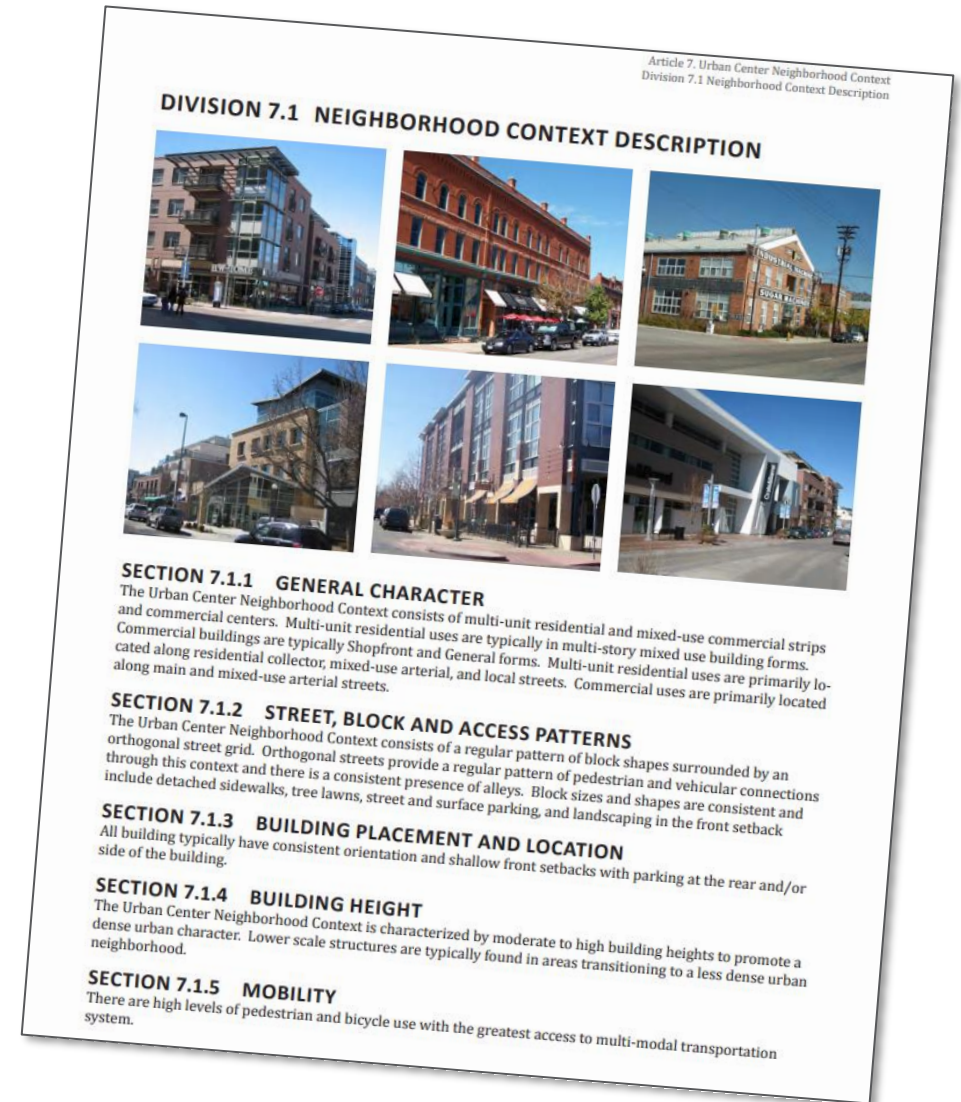 Article 7. Urban Center Neighborhood Context
Division 7.1 Neighborhood Context Description
DIVISION 7.1 NEIGHBORHOOD CONTEXT DESCRIPTION
INDUSTRIAL
SUGAR
SECTION 7.1.1 GENERAL CHARACTER
The Urban Center Neighborhood Context consists of multi-unit residential and mixed-use commercial strips
and commercial centers. Multi-unit residential uses are typically in multi-story mixed use building forms.
Commercial buildings are typically Shopfront and General forms. Multi-unit residential uses are primarily lo-
cated along residential collector, mixed-use arterial, and local streets. Commercial uses are primarily located
along main and mixed-use arterial streets.
SECTION 7.1.2 STREET, BLOCK AND ACCESS PATTERNS
The Urban Center Neighborhood Context consists of a regular pattern of block shapes surrounded by an
orthogonal street grid. Orthogonal streets provide a regular pattern of pedestrian and vehicular connections
through this context and there is a consistent presence of alleys. Block sizes and shapes are consistent and
include detached sidewalks, tree lawns, street and surface parking, and landscaping in the front setback
SECTION 7.1.3 BUILDING PLACEMENT AND LOCATION
All building typically have consistent orientation and shallow front setbacks with parking at the rear and/or
side of the building.
SECTION 7.1.4 BUILDING HEIGHT
The Urban Center Neighborhood Context is characterized by moderate to high building heights to promote a
dense urban character. Lower scale structures are typically found in areas transitioning to a less dense urban
neighborhood.
SECTION 7.1.5 MOBILITY
There are high levels of pedestrian and bicycle use with the greatest access to multi-modal transportation
system.